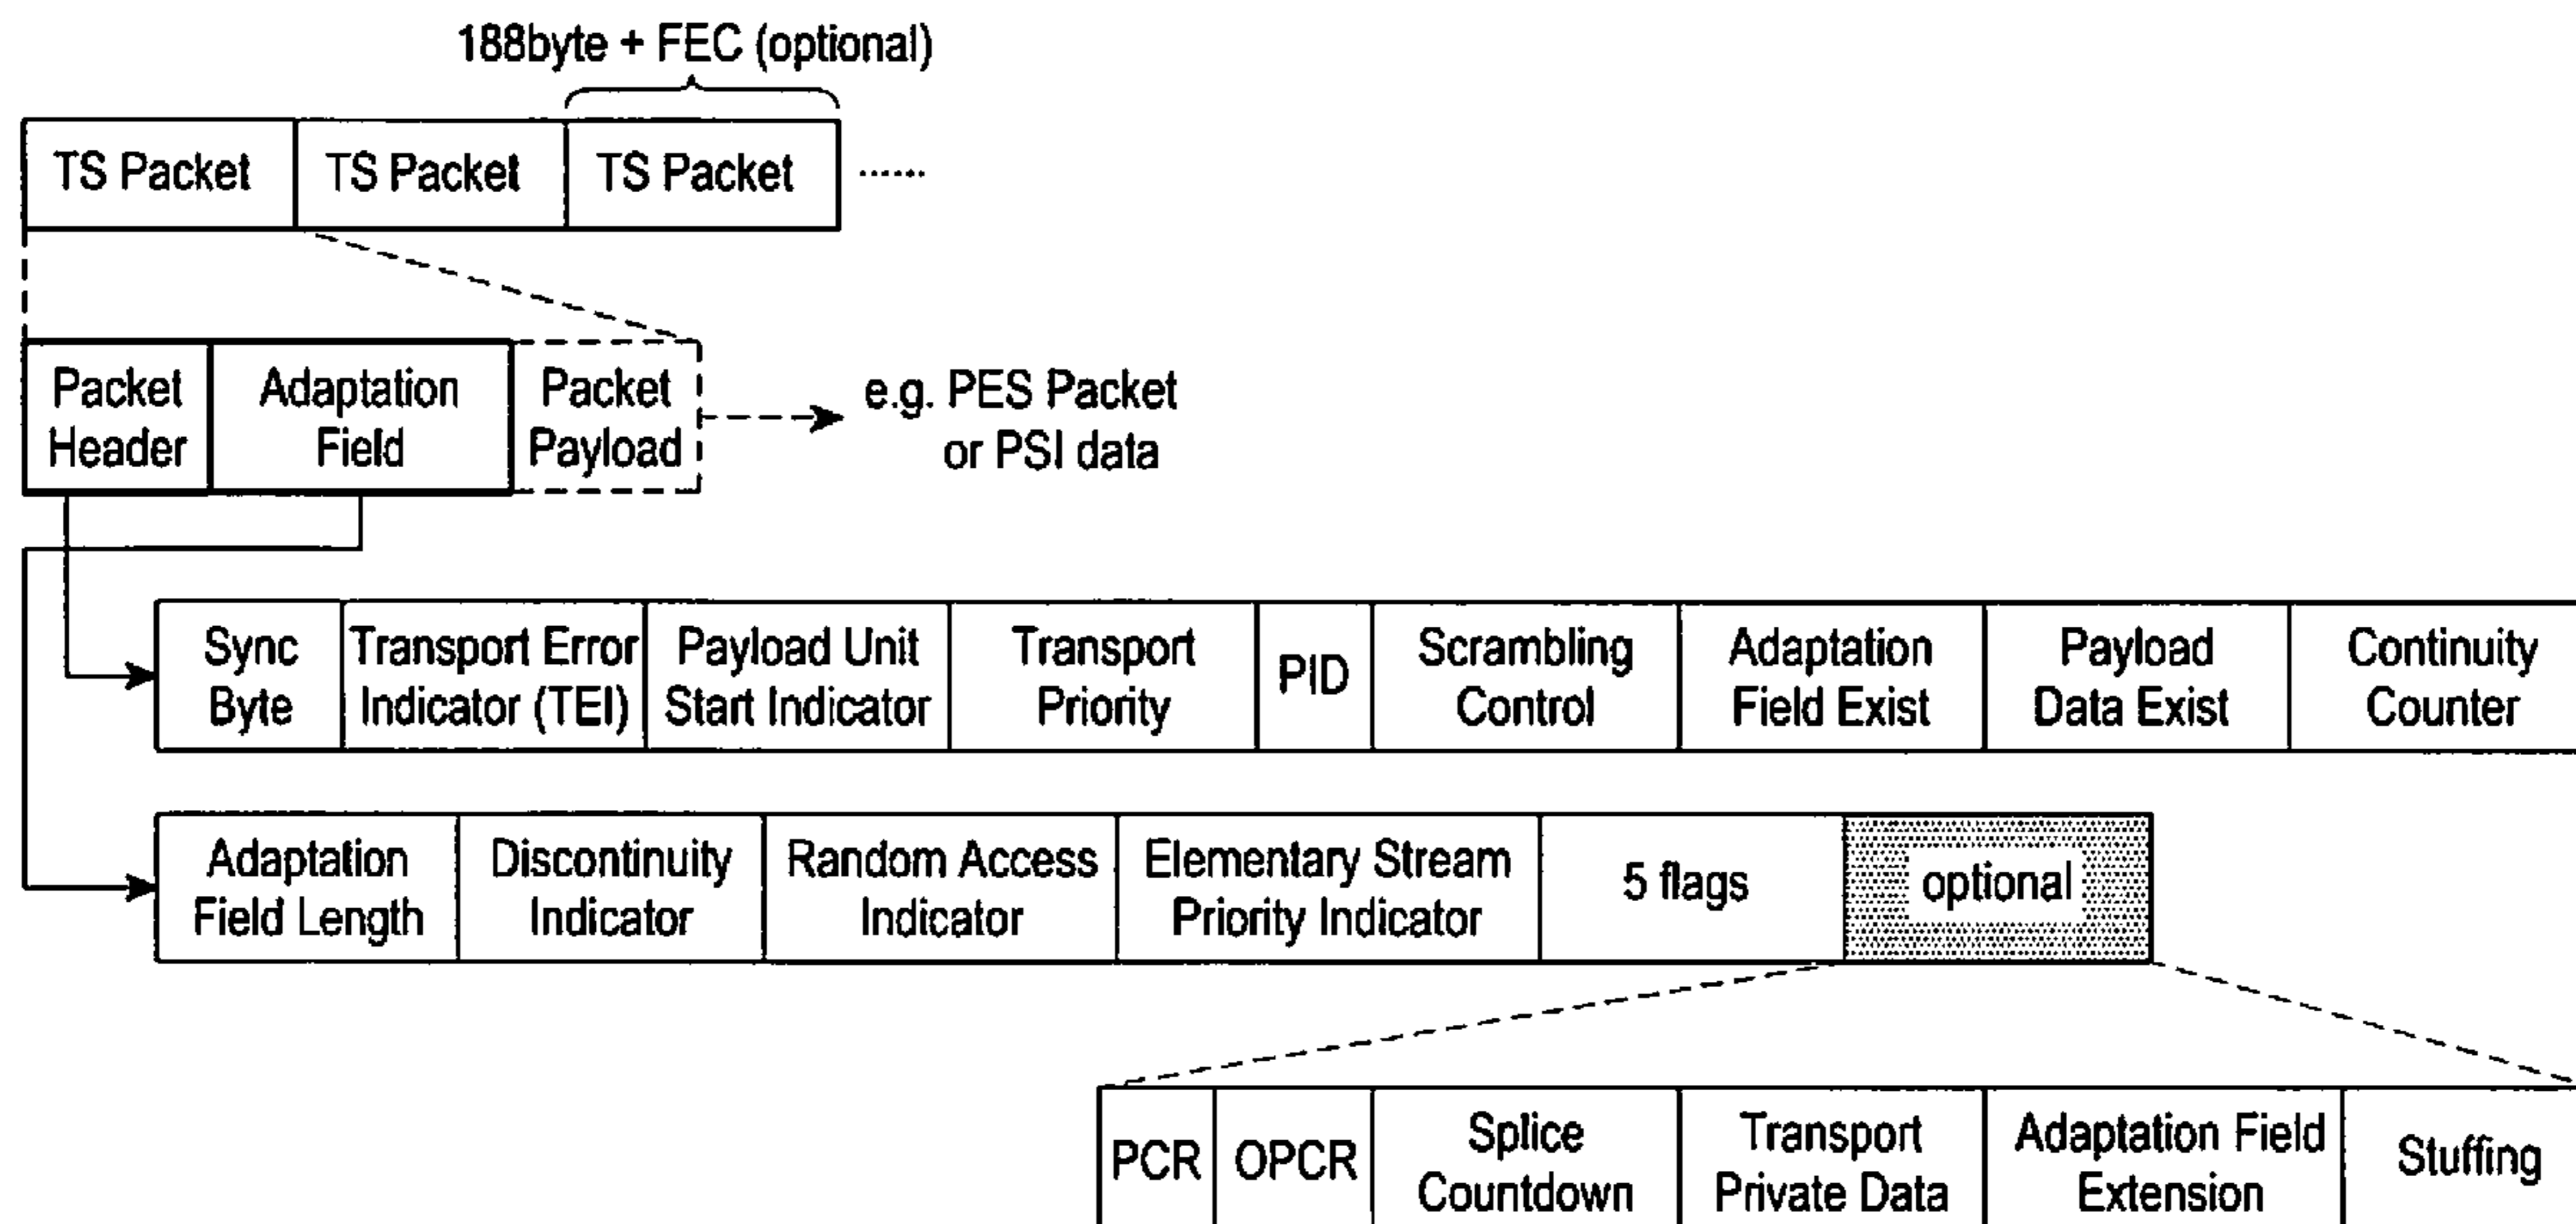 188byte + FEC (optional)
TS Packet TS Packet TS Packet ......
Packet Header
Adaptation Field
Packet Payload
e.g. PES Packet
or PSI data
Sync Byte
Transport Error Indicator (TEI)
Payload Unit Start Indicator
Transport Priority
PID
Scrambling Control
Adaptation Field Exist
Payload Data Exist
Continuity Counter
Adaptation Field Length
Discontinuity Indicator
Random Access Indicator
Elementary Stream Priority Indicator
5 flags
optional
PCR
OPCR
Splice Countdown
Transport Private Data
Adaptation Field Extension
Stuffing